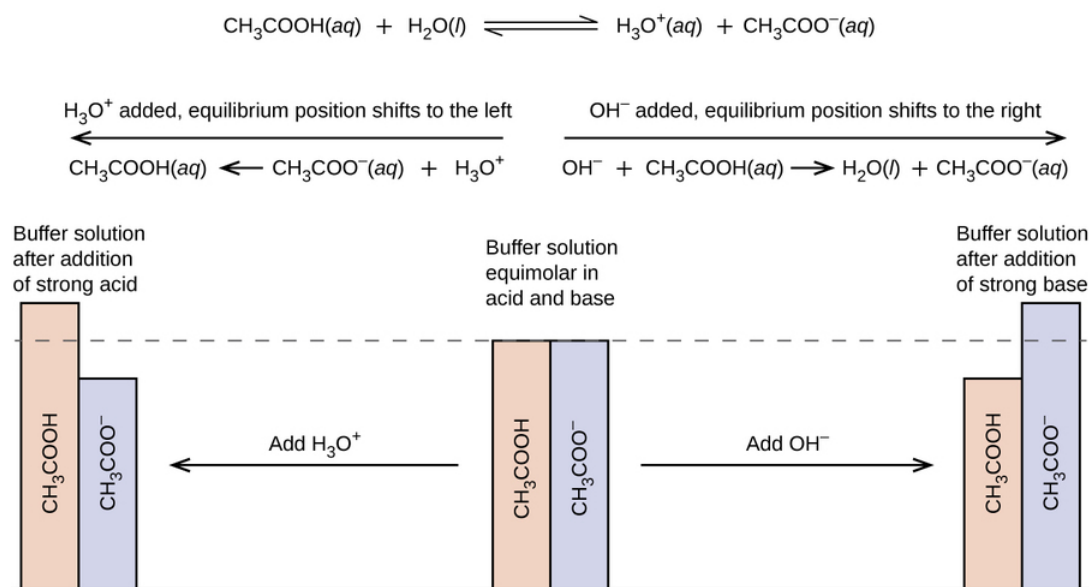 CH₃COOH(aq) + H₂O(l) ⇌ H₃O⁺(aq) + CH₃COO⁻(aq)
H₃O⁺ added, equilibrium position shifts to the left
OH⁻ added, equilibrium position shifts to the right
CH₃COOH(aq) ← CH₃COO⁻(aq) + H₃O⁺
OH⁻ + CH₃COOH(aq) → H₂O(l) + CH₃COO⁻(aq)
Buffer solution
after addition
of strong acid
Buffer solution
equimolar in
acid and base
Buffer solution
after addition
of strong base
CH₃COOH
CH₃COO⁻
Add H₃O⁺
CH₃COOH
CH₃COO⁻
Add OH⁻
CH₃COOH
CH₃COO⁻